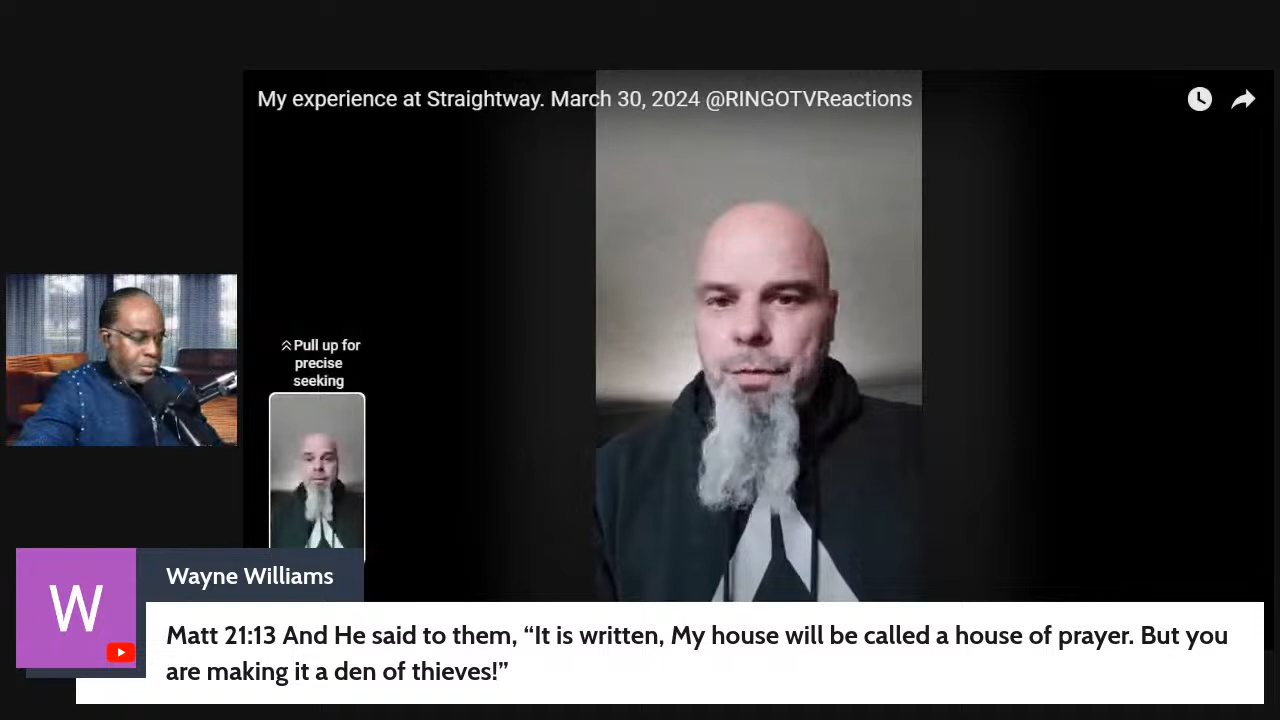 My experience at Straightway. March 30, 2024 @RINGOTVReactions
Pull up for
precise
seeking
W
Wayne Williams
Matt 21:13 And He said to them, “It is written, My house will be called a house of prayer. But you
are making it a den of thieves!”